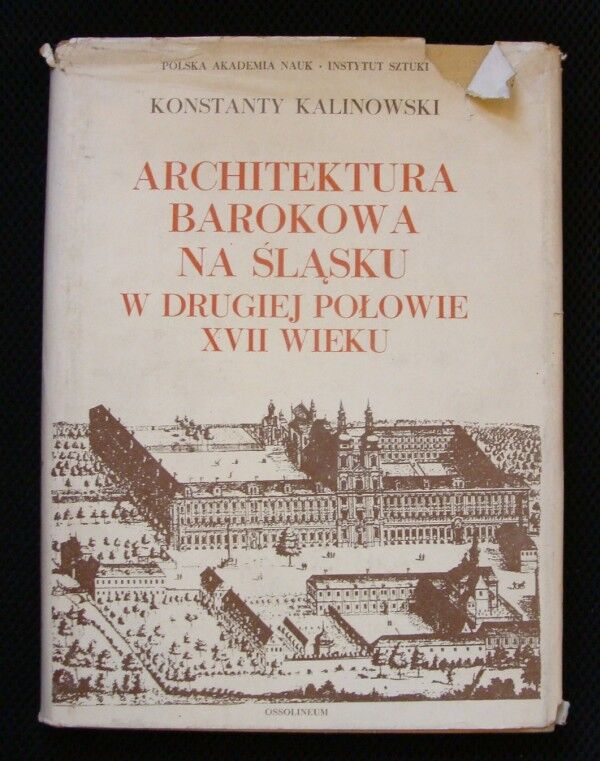 POLSKA AKADEMIA NAUK · INSTYTUT SZTUKI
KONSTANTY KALINOWSKI
ARCHITEKTURA
BAROKOWA
NA ŚLĄSKU
W DRUGIEJ POŁOWIE
XVII WIEKU
OSSOLINEUM